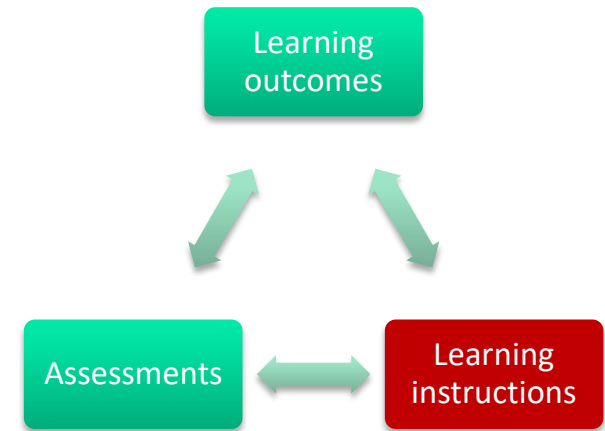 Learning
outcomes
Assessments
Learning
instructions